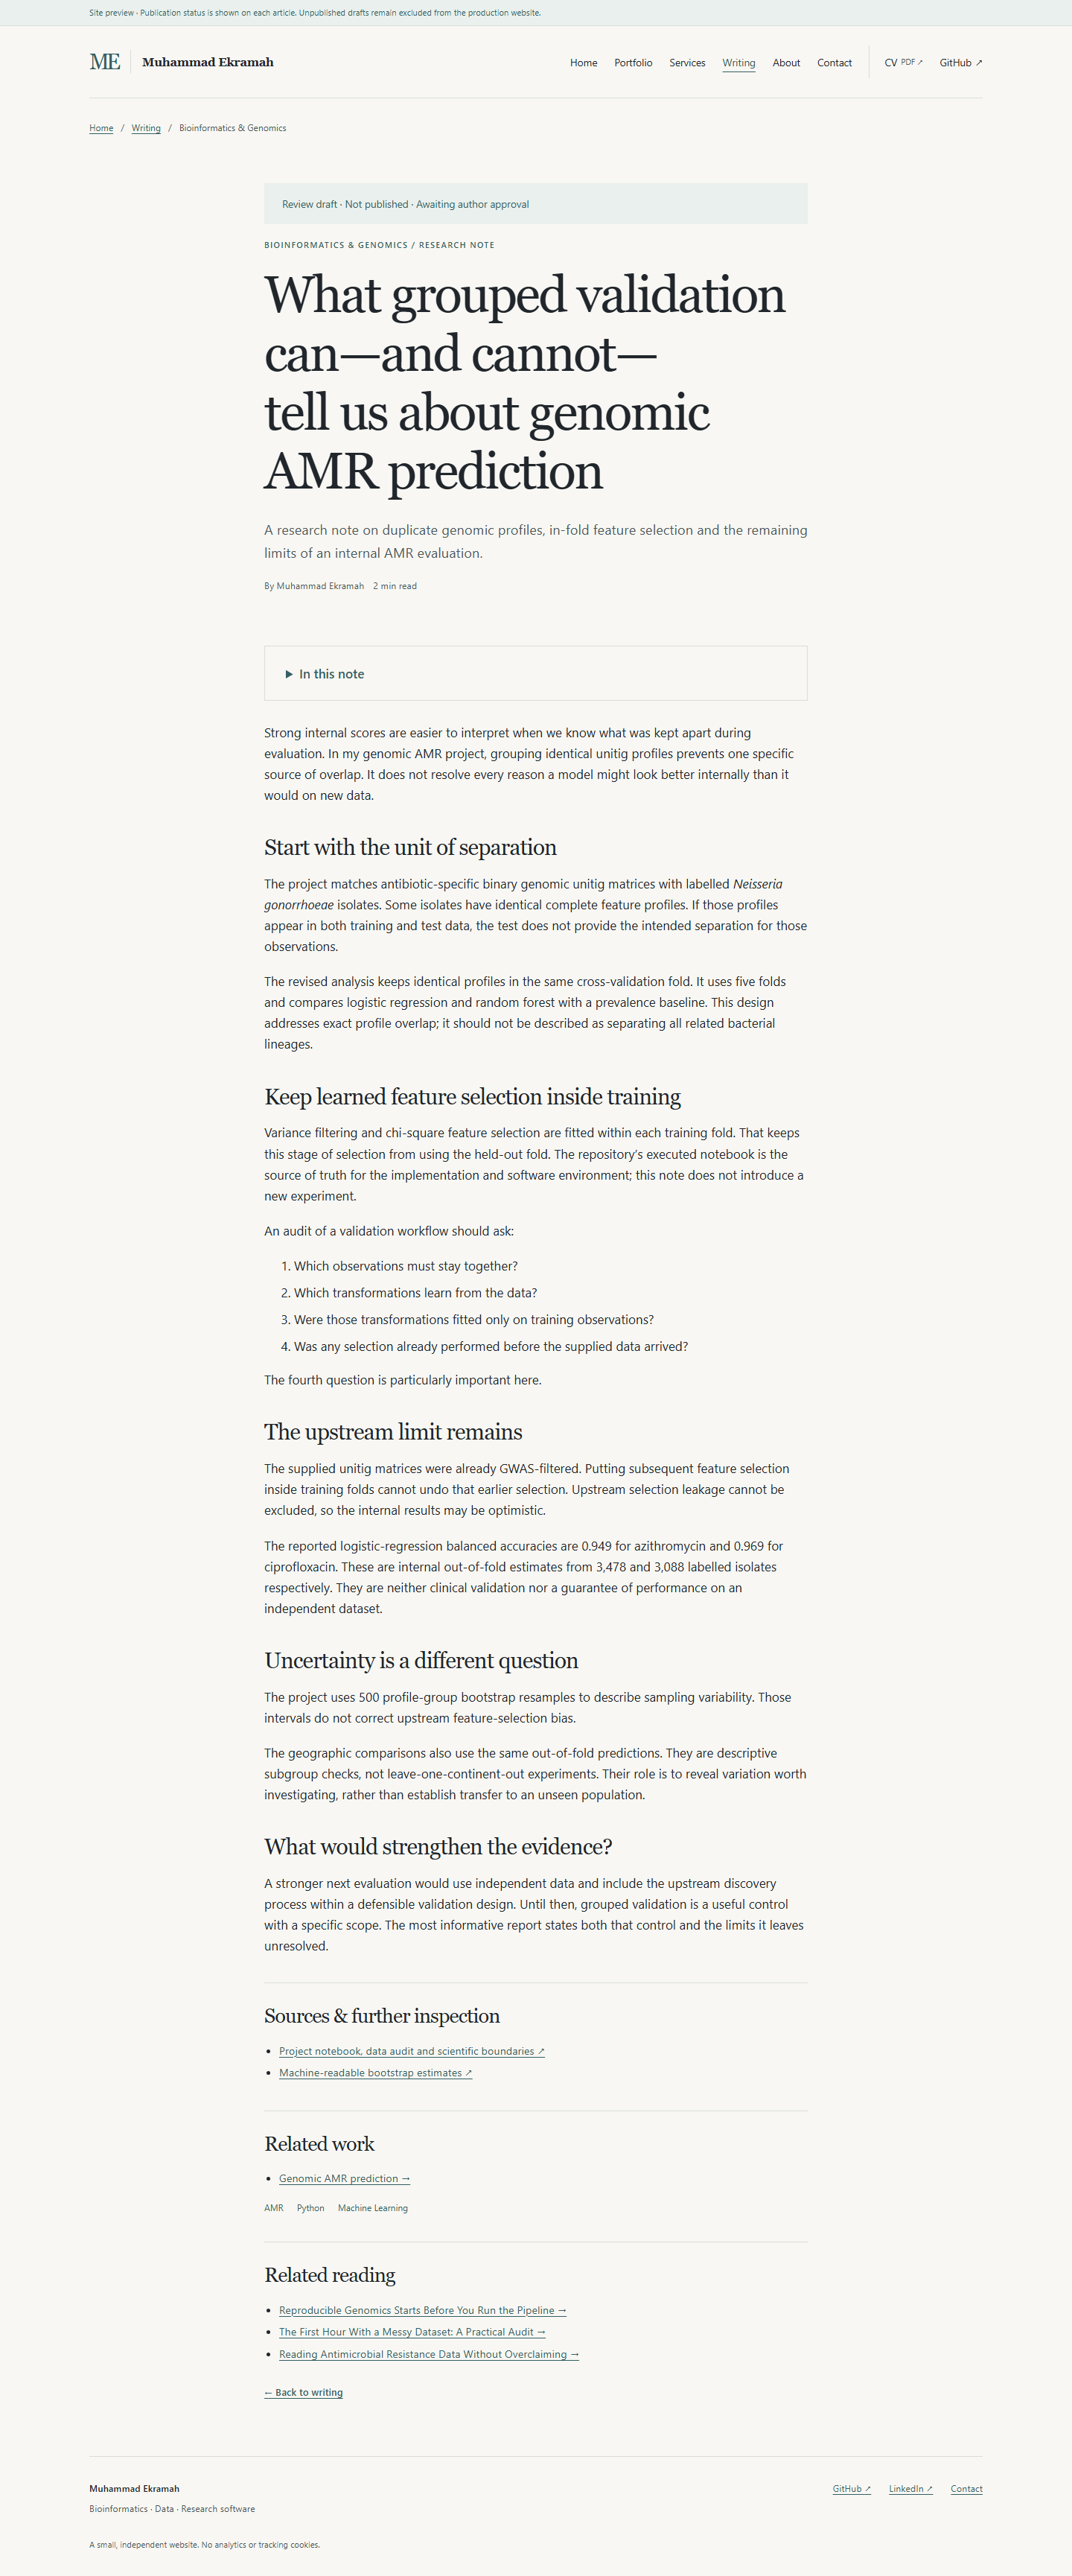 Site preview · Publication status is shown on each article. Unpublished drafts remain excluded from the production website.
ME
Muhammad Ekramah
Home Portfolio Services Writing About Contact CV PDF ↗ GitHub ↗
Home / Writing / Bioinformatics & Genomics
Review draft · Not published · Awaiting author approval
BIOINFORMATICS & GENOMICS / RESEARCH NOTE
What grouped validation
can—and cannot—
tell us about genomic
AMR prediction
A research note on duplicate genomic profiles, in-fold feature selection and the remaining
limits of an internal AMR evaluation.
By Muhammad Ekramah 2 min read
▶ In this note
Strong internal scores are easier to interpret when we know what was kept apart during
evaluation. In my genomic AMR project, grouping identical unitig profiles prevents one specific
source of overlap. It does not resolve every reason a model might look better internally than it
would on new data.
Start with the unit of separation
The project matches antibiotic-specific binary genomic unitig matrices with labelled Neisseria
gonorrhoeae isolates. Some isolates have identical complete feature profiles. If those profiles
appear in both training and test data, the test does not provide the intended separation for those
observations.
The revised analysis keeps identical profiles in the same cross-validation fold. It uses five folds
and compares logistic regression and random forest with a prevalence baseline. This design
addresses exact profile overlap; it should not be described as separating all related bacterial
lineages.
Keep learned feature selection inside training
Variance filtering and chi-square feature selection are fitted within each training fold. That keeps
this stage of selection from using the held-out fold. The repository's executed notebook is the
source of truth for the implementation and software environment; this note does not introduce a
new experiment.
An audit of a validation workflow should ask:
1. Which observations must stay together?
2. Which transformations learn from the data?
3. Were those transformations fitted only on training observations?
4. Was any selection already performed before the supplied data arrived?
The fourth question is particularly important here.
The upstream limit remains
The supplied unitig matrices were already GWAS-filtered. Putting subsequent feature selection
inside training folds cannot undo that earlier selection. Upstream selection leakage cannot be
excluded, so the internal results may be optimistic.
The reported logistic-regression balanced accuracies are 0.949 for azithromycin and 0.969 for
ciprofloxacin. These are internal out-of-fold estimates from 3,478 and 3,088 labelled isolates
respectively. They are neither clinical validation nor a guarantee of performance on an
independent dataset.
Uncertainty is a different question
The project uses 500 profile-group bootstrap resamples to describe sampling variability. Those
intervals do not correct upstream feature-selection bias.
The geographic comparisons also use the same out-of-fold predictions. They are descriptive
subgroup checks, not leave-one-continent-out experiments. Their role is to reveal variation worth
investigating, rather than establish transfer to an unseen population.
What would strengthen the evidence?
A stronger next evaluation would use independent data and include the upstream discovery
process within a defensible validation design. Until then, grouped validation is a useful control
with a specific scope. The most informative report states both that control and the limits it leaves
unresolved.
Sources & further inspection
• Project notebook, data audit and scientific boundaries ↗
• Machine-readable bootstrap estimates ↗
Related work
• Genomic AMR prediction →
AMR Python Machine Learning
Related reading
• Reproducible Genomics Starts Before You Run the Pipeline →
• The First Hour With a Messy Dataset: A Practical Audit →
• Reading Antimicrobial Resistance Data Without Overclaiming →
← Back to writing
Muhammad Ekramah
GitHub ↗ LinkedIn ↗ Contact
Bioinformatics · Data · Research software
A small, independent website. No analytics or tracking cookies.